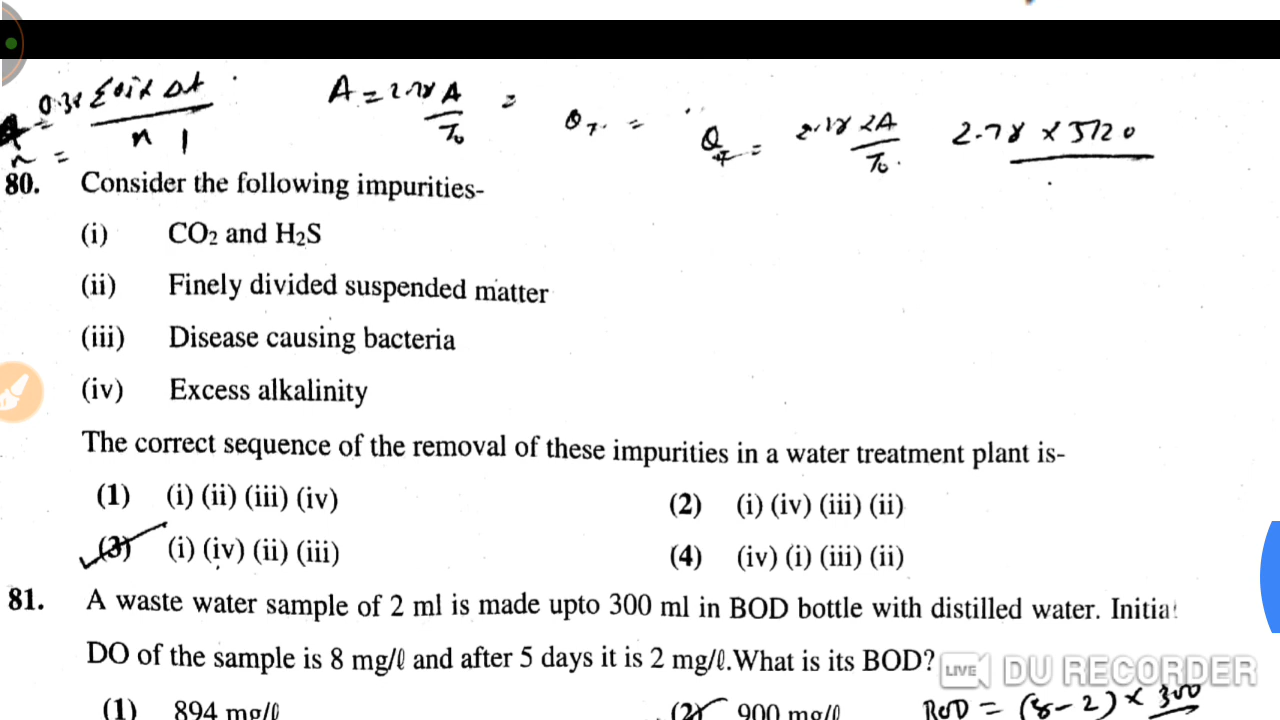 80. Consider the following impurities-
(i) CO2 and H2S
(ii) Finely divided suspended matter
(iii) Disease causing bacteria
(iv) Excess alkalinity
The correct sequence of the removal of these impurities in a water treatment plant is-
(1) (i) (ii) (iii) (iv) (2) (i) (iv) (iii) (ii)
(3) (i) (iv) (ii) (iii) (4) (iv) (i) (iii) (ii)
81. A waste water sample of 2 ml is made upto 300 ml in BOD bottle with distilled water. Initial
DO of the sample is 8 mg/ℓ and after 5 days it is 2 mg/ℓ.What is its BOD?
LIVE DU RECORDER
(1) 894 mg/ℓ (2) 900 mg/ℓ
BOD = (8-2) × 300